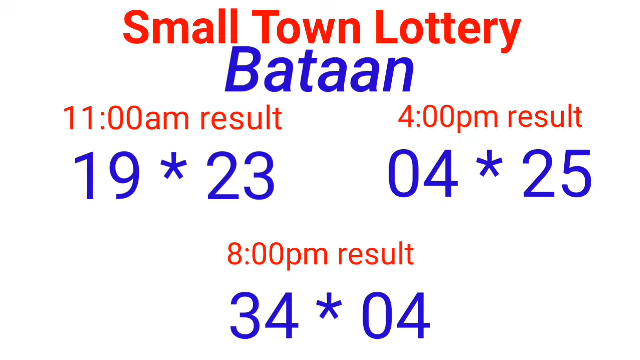 Small Town Lottery
Bataan
11:00am result
19 * 23
4:00pm result
04 * 25
8:00pm result
34 * 04